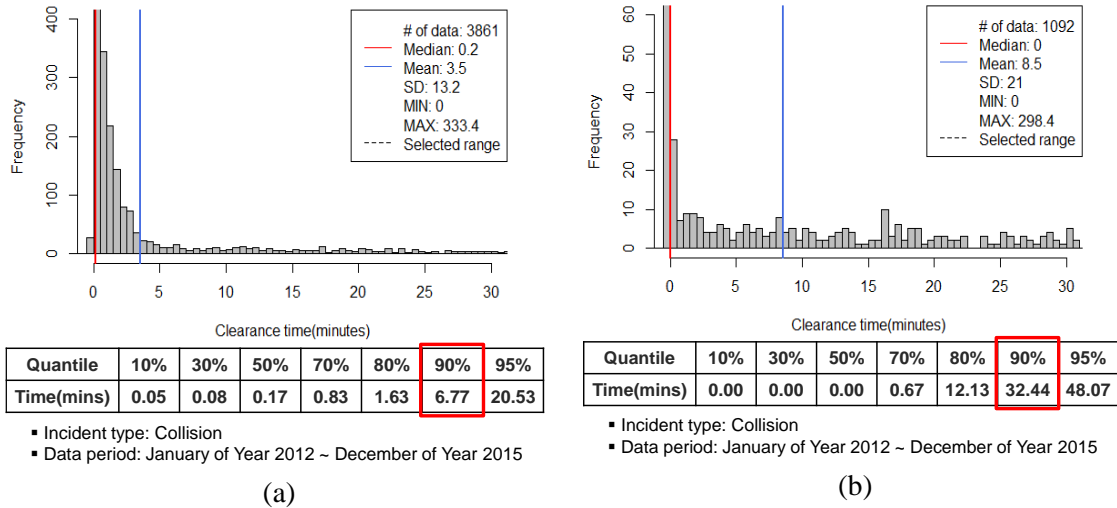 400
300
200
100
0
Frequency
# of data: 3861
Median: 0.2
Mean: 3.5
SD: 13.2
MIN: 0
MAX: 333.4
Selected range
0 5 10 15 20 25 30
Clearance time(minutes)
Quantile 10% 30% 50% 70% 80% 90% 95%
Time(mins) 0.05 0.08 0.17 0.83 1.63 6.77 20.53
▪ Incident type: Collision
▪ Data period: January of Year 2012 ~ December of Year 2015
(a)
60
50
40
30
20
10
0
Frequency
# of data: 1092
Median: 0
Mean: 8.5
SD: 21
MIN: 0
MAX: 298.4
Selected range
0 5 10 15 20 25 30
Clearance time(minutes)
Quantile 10% 30% 50% 70% 80% 90% 95%
Time(mins) 0.00 0.00 0.00 0.67 12.13 32.44 48.07
▪ Incident type: Collision
▪ Data period: January of Year 2012 ~ December of Year 2015
(b)